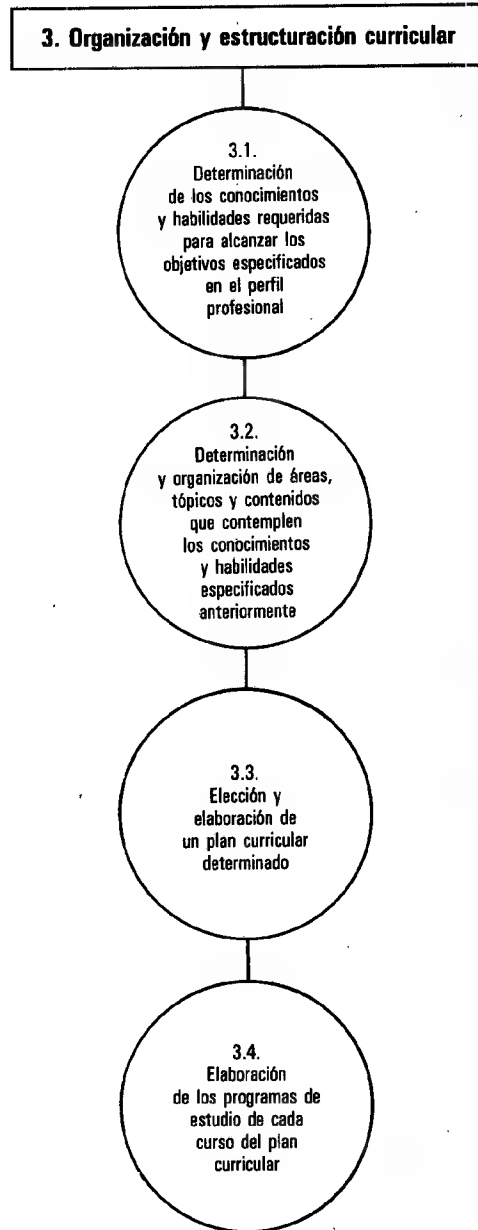 3. Organización y estructuración curricular
3.1.
Determinación
de los conocimientos
y habilidades requeridas
para alcanzar los
objetivos especificados
en el perfil
profesional
3.2.
Determinación
y organización de áreas,
tópicos y contenidos
que contemplen
los conocimientos
y habilidades
especificados
anteriormente
3.3.
Elección y
elaboración de
un plan curricular
determinado
3.4.
Elaboración
de los programas de
estudio de cada
curso del plan
curricular